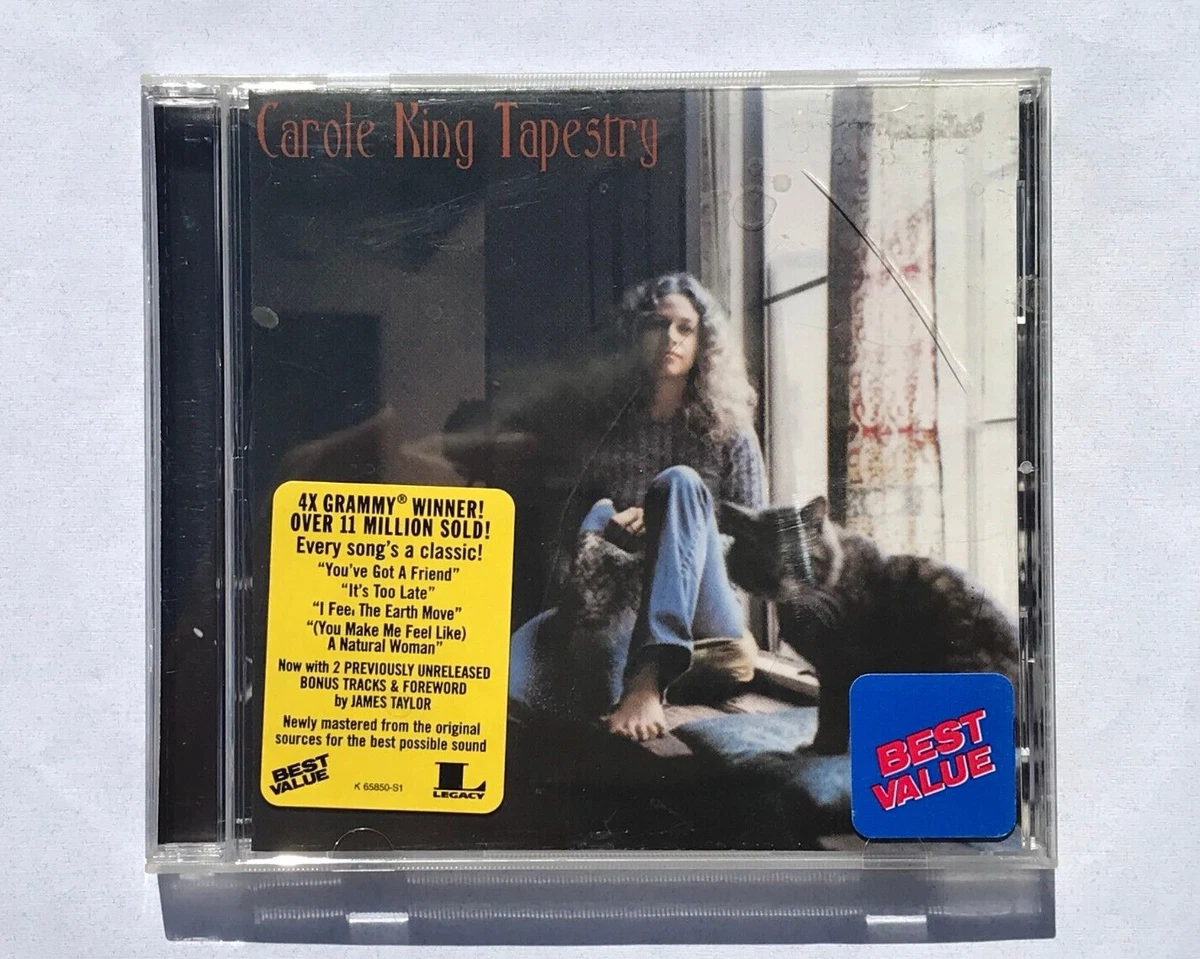 Carole King Tapestry
4X GRAMMY® WINNER!
OVER 11 MILLION SOLD!
Every song's a classic!
"You've Got A Friend"
"It's Too Late"
"I Feel The Earth Move"
"(You Make Me Feel Like)
A Natural Woman"
Now with 2 PREVIOUSLY UNRELEASED
BONUS TRACKS & FOREWORD
by JAMES TAYLOR
Newly mastered from the original
sources for the best possible sound
BEST
VALUE
K 65850-S1
L
LEGACY
BEST
VALUE